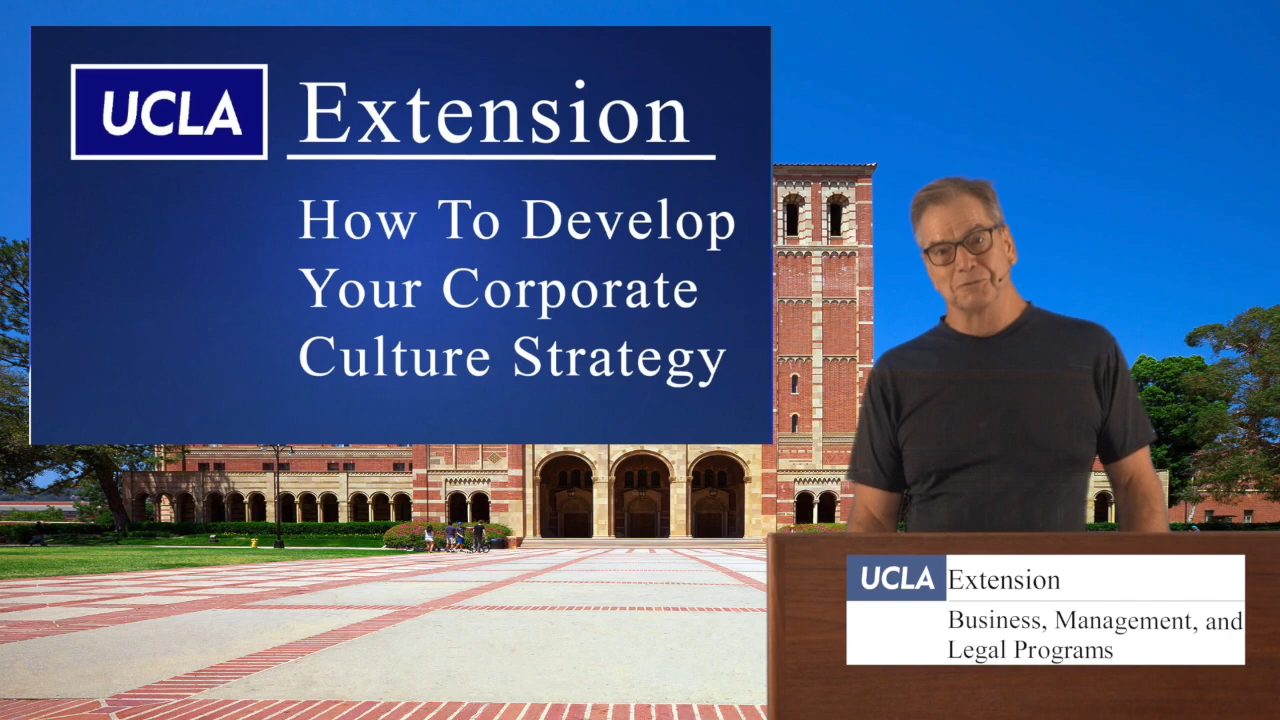 UCLA Extension
How To Develop
Your Corporate
Culture Strategy
UCLA Extension
Business, Management, and
Legal Programs